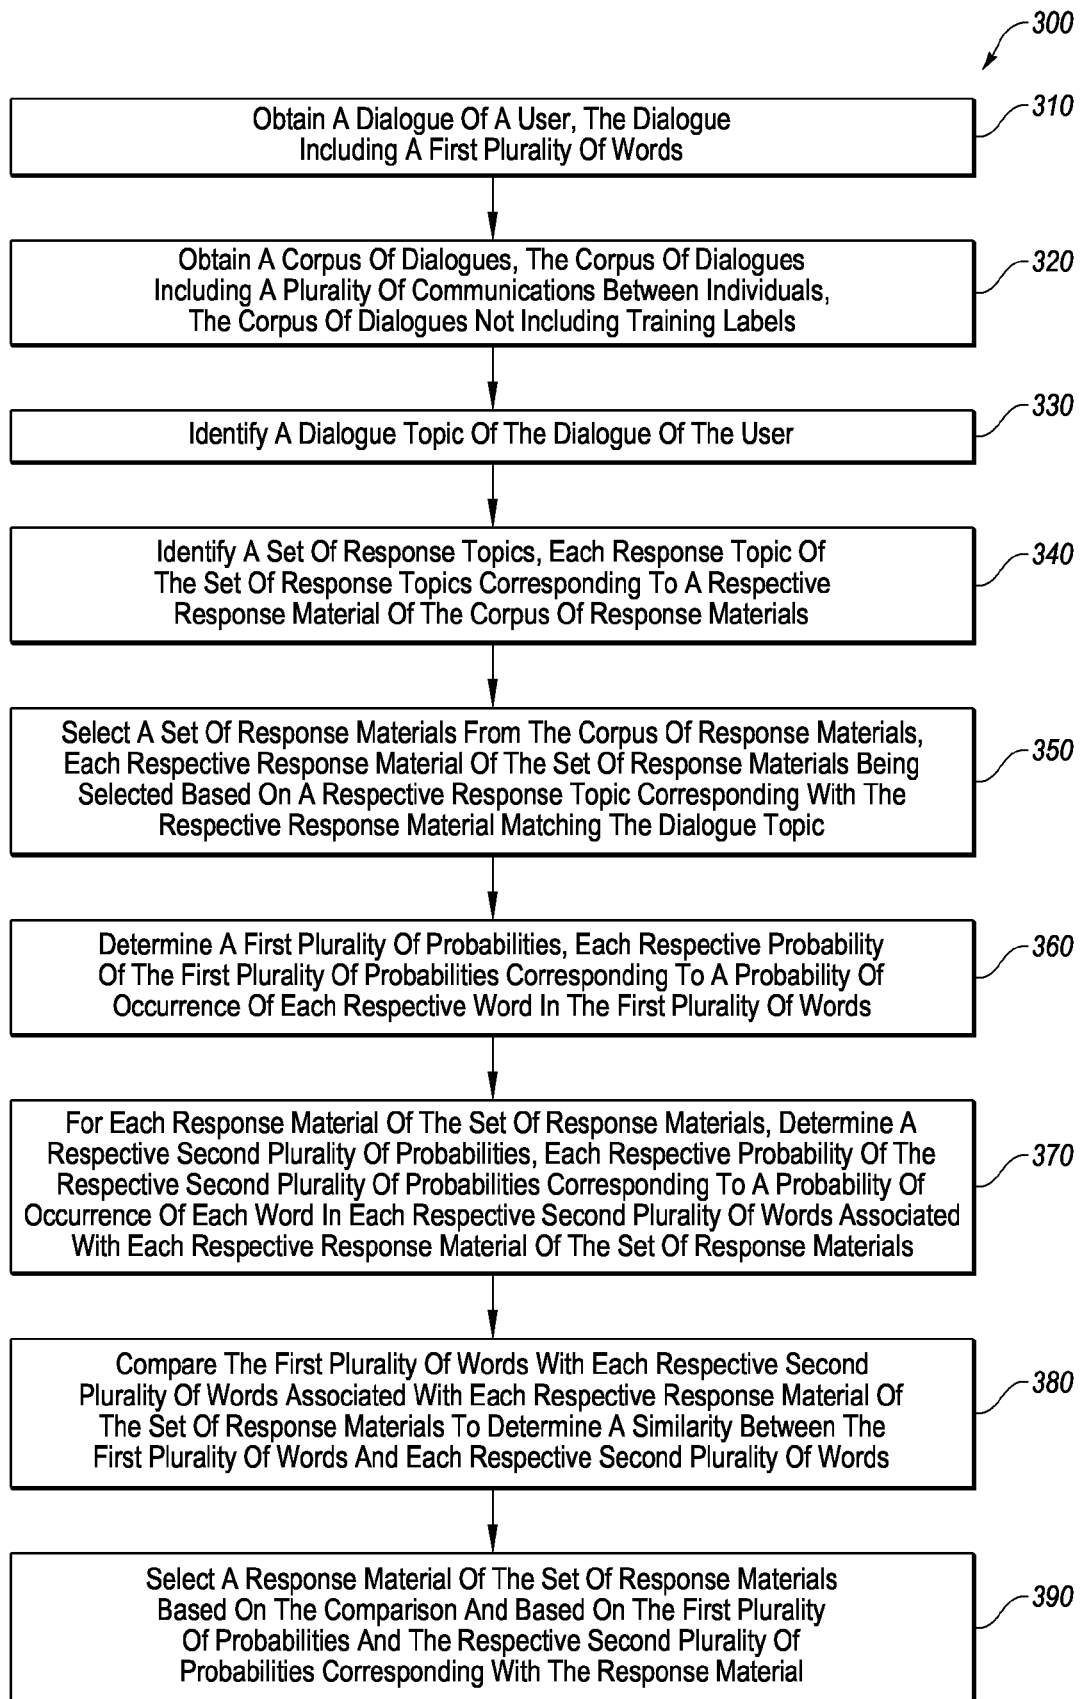 300
Obtain A Dialogue Of A User, The Dialogue
Including A First Plurality Of Words
310
Obtain A Corpus Of Dialogues, The Corpus Of Dialogues
Including A Plurality Of Communications Between Individuals,
The Corpus Of Dialogues Not Including Training Labels
320
Identify A Dialogue Topic Of The Dialogue Of The User
330
Identify A Set Of Response Topics, Each Response Topic Of
The Set Of Response Topics Corresponding To A Respective
Response Material Of The Corpus Of Response Materials
340
Select A Set Of Response Materials From The Corpus Of Response Materials,
Each Respective Response Material Of The Set Of Response Materials Being
Selected Based On A Respective Response Topic Corresponding With The
Respective Response Material Matching The Dialogue Topic
350
Determine A First Plurality Of Probabilities, Each Respective Probability
Of The First Plurality Of Probabilities Corresponding To A Probability Of
Occurrence Of Each Respective Word In The First Plurality Of Words
360
For Each Response Material Of The Set Of Response Materials, Determine A
Respective Second Plurality Of Probabilities, Each Respective Probability Of The
Respective Second Plurality Of Probabilities Corresponding To A Probability Of
Occurrence Of Each Word In Each Respective Second Plurality Of Words Associated
With Each Respective Response Material Of The Set Of Response Materials
370
Compare The First Plurality Of Words With Each Respective Second
Plurality Of Words Associated With Each Respective Response Material Of
The Set Of Response Materials To Determine A Similarity Between The
First Plurality Of Words And Each Respective Second Plurality Of Words
380
Select A Response Material Of The Set Of Response Materials
Based On The Comparison And Based On The First Plurality
Of Probabilities And The Respective Second Plurality Of
Probabilities Corresponding With The Response Material
390